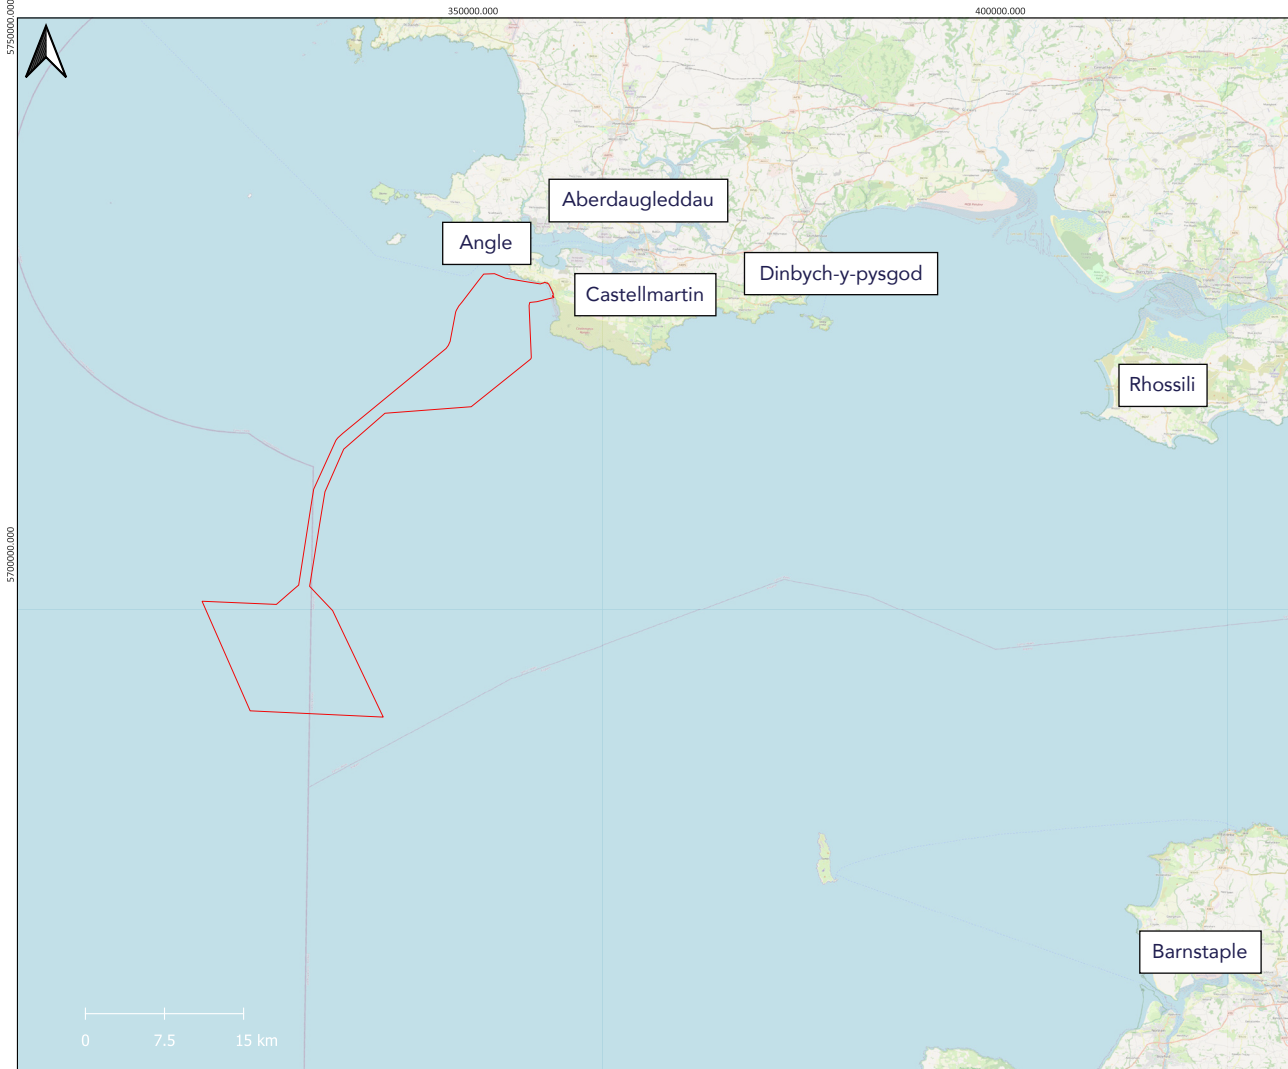 350000.000
400000.000
5750000.000
Aberdaugleddau
Angle
Dinbych-y-pysgod
Castellmartin
Rhossili
5700000.000
Barnstaple
0
7.5
15 km